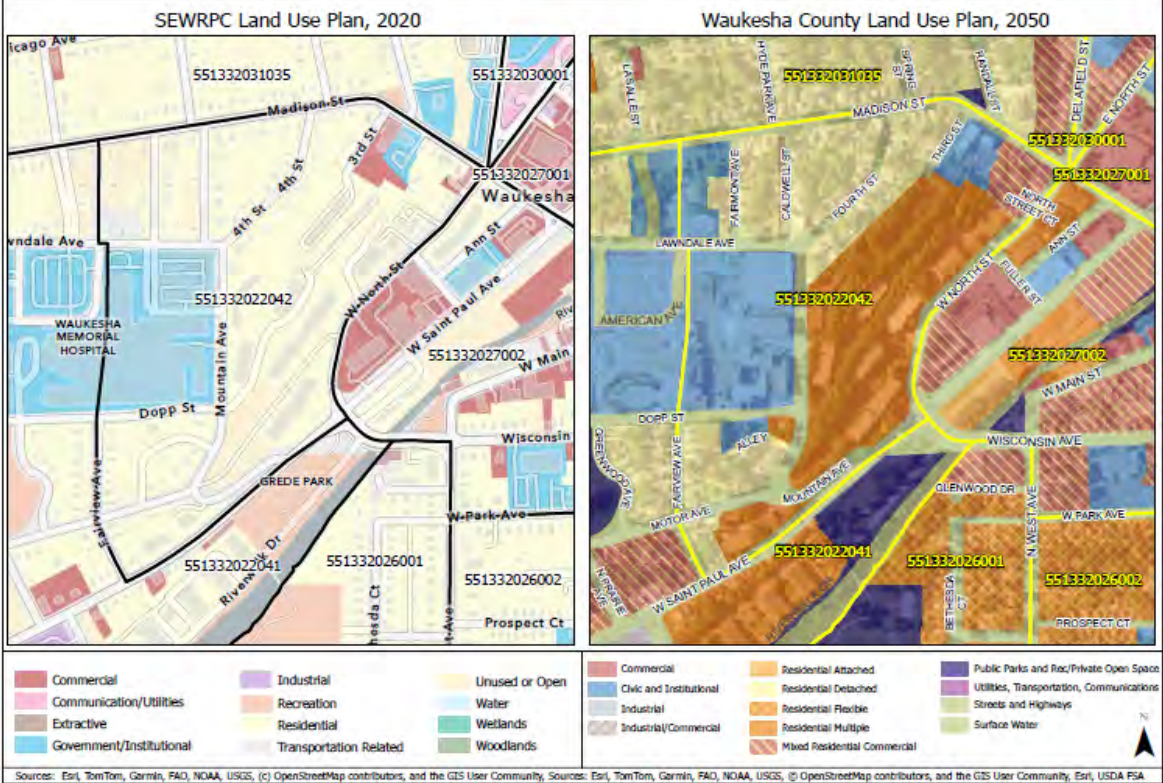 SEWRPC Land Use Plan, 2020
icago Ave
551332031035
551332030001
Madison St
3rd St
4th St
4th St
551332027001
Waukesha
wndale Ave
Ann St
W North St
W Saint Paul Ave
551332022042
WAUKESHA
MEMORIAL
HOSPITAL
Mountain Ave
551332027002
Riv
W Main
Dopp St
Wisconsin
Fairview Ave
GREDE PARK
W Park Ave
551332022041
Riverwalk Dr
551332026001
551332026002
hesda Ct
t Ave
Prospect Ct
Commercial
Communication/Utilities
Extractive
Government/Institutional
Industrial
Recreation
Residential
Transportation Related
Unused or Open
Water
Wetlands
Woodlands
Waukesha County Land Use Plan, 2050
LASALLE ST
HYDE PARK AVE
551332031035
SPRING ST
RANDALL ST
DELAFIELD ST
E NORTH ST
MADISON ST
THIRD ST
551332030001
551332027001
FAIRMONT AVE
CALDWELL ST
FOURTH ST
NORTH
STREET CT
ANN ST
LAWNDALE AVE
W NORTH ST
FULLER ST
551332022042
AMERICAN AVE
551332027002
W MAIN ST
DOPP ST
ALLEY
WISCONSIN AVE
GREENWOOD AVE
FAIRVIEW AVE
MOUNTAIN AVE
GLENWOOD DR
MOTOR AVE
N WEST AVE
W PARK AVE
551332022041
551332026001
W SAINT PAUL AVE
551332026002
N PRAIRIE
AVE
BETHESDA
CT
PROSPECT CT
Commercial
Civic and Institutional
Industrial
Industrial/Commercial
Residential Attached
Residential Detached
Residential Flexible
Residential Multiple
Mixed Residential Commercial
Public Parks and Rec/Private Open Space
Utilities, Transportation, Communications
Streets and Highways
Surface Water
N
Sources: Esri, TomTom, Garmin, FAO, NOAA, USGS, (c) OpenStreetMap contributors, and the GIS User Community, Sources: Esri, TomTom, Garmin, FAO, NOAA, USGS, © OpenStreetMap contributors, and the GIS User Community, Esri, USDA FSA